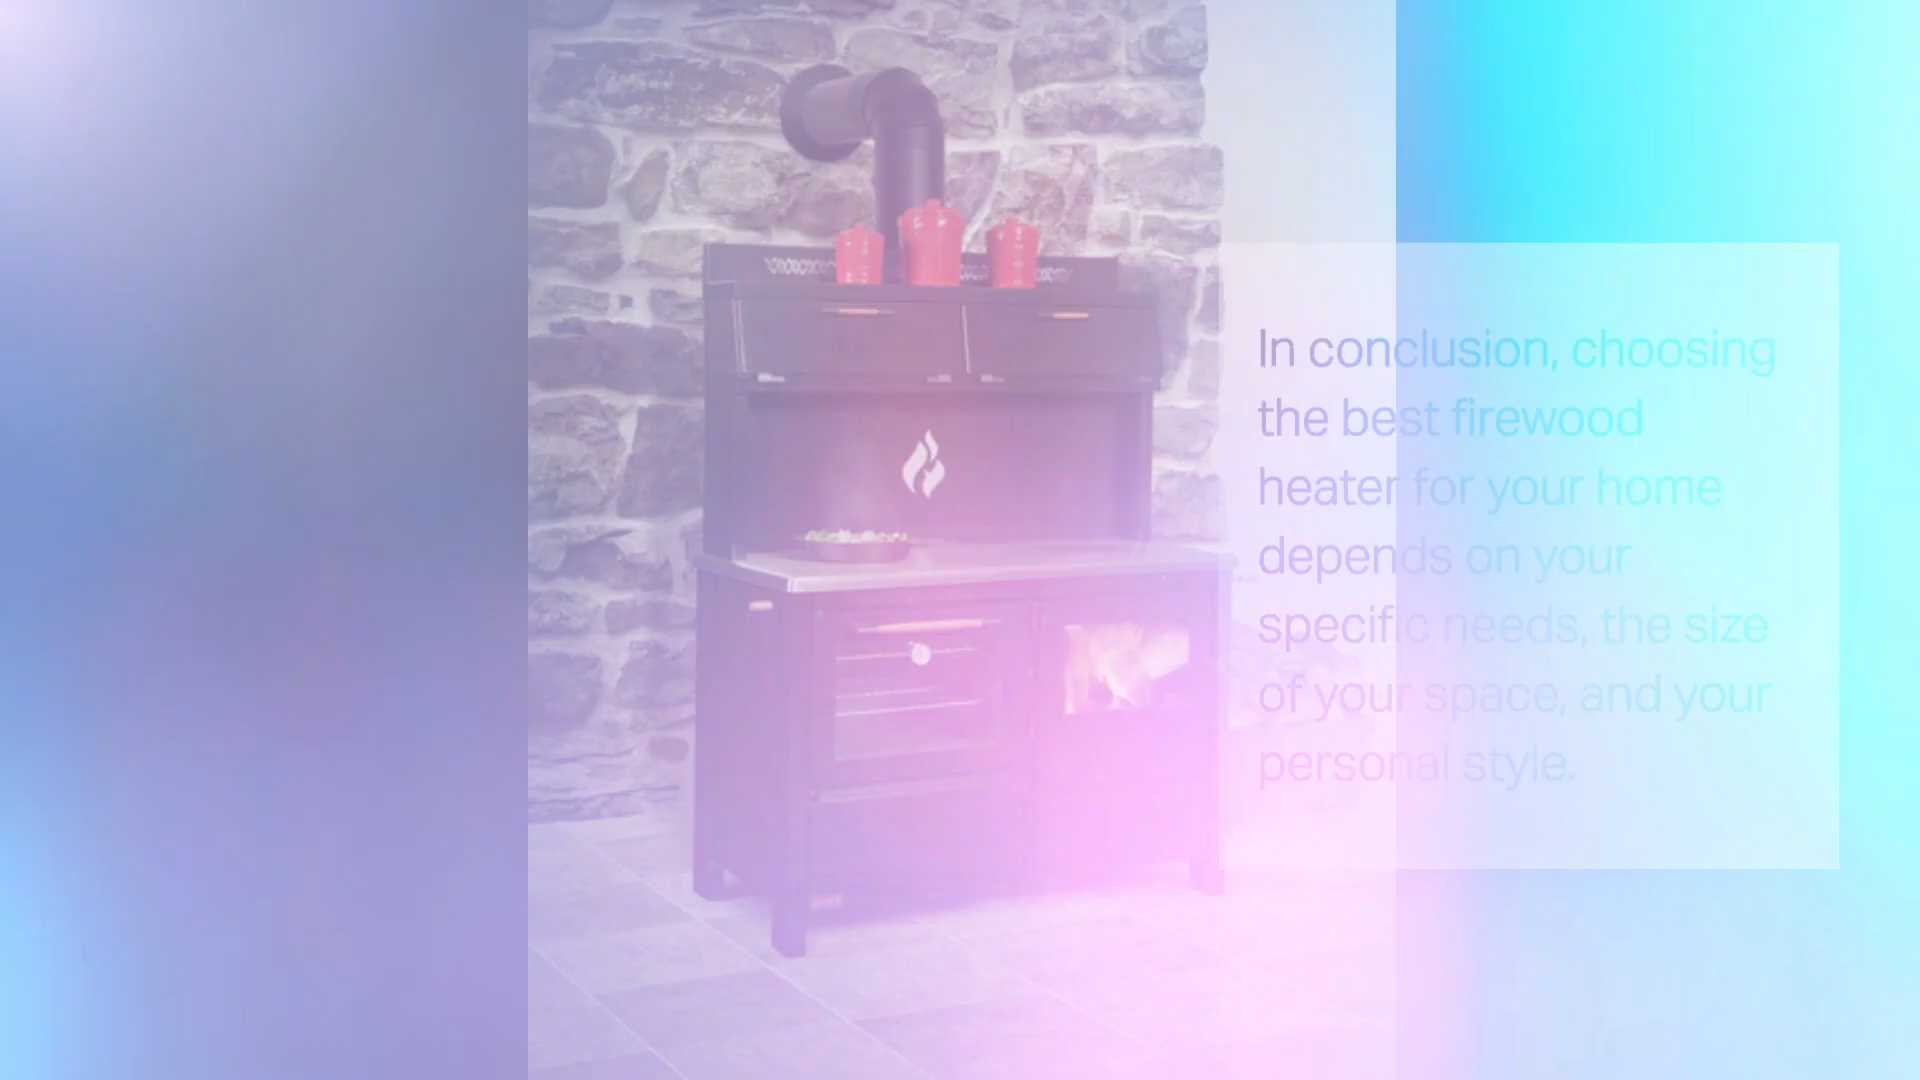 In conclusion, choosing
the best firewood
heater for your home
depends on your
specific needs, the size
of your space, and your
personal style.